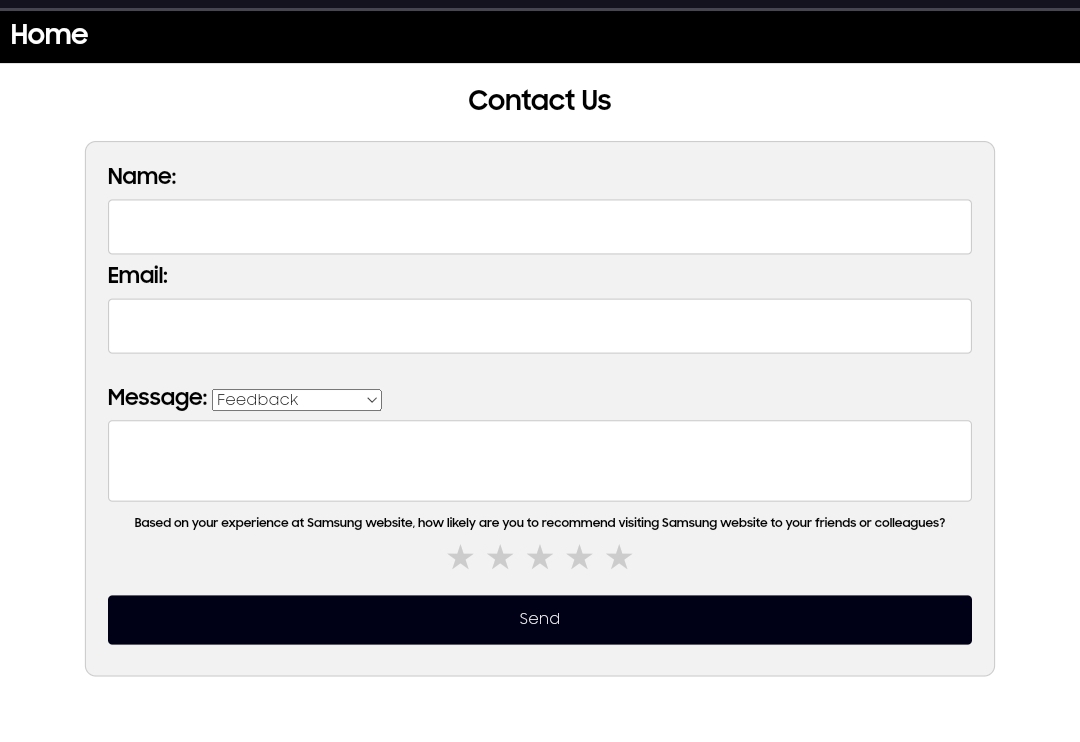 Home
Contact Us
Name:
Email:
Message: Feedback
Based on your experience at Samsung website, how likely are you to recommend visiting Samsung website to your friends or colleagues?
Send